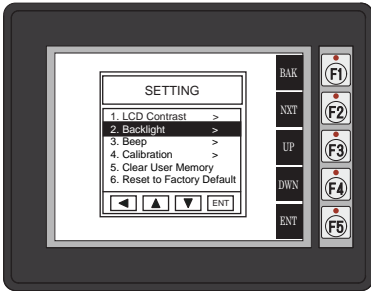 SETTING
1. LCD Contrast >
2. Backlight >
3. Beep >
4. Calibration >
5. Clear User Memory
6. Reset to Factory Default
ENT
BAK
NXT
UP
DWN
ENT
F1
F2
F3
F4
F5